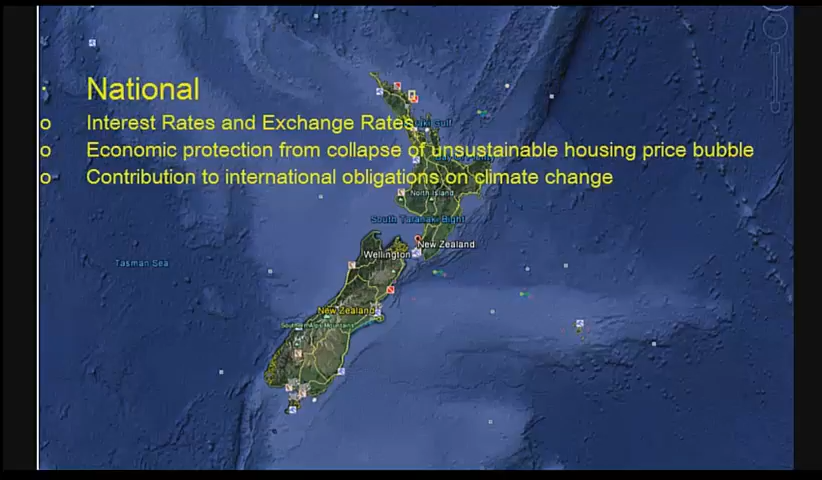 National
o Interest Rates and Exchange Rates
o Economic protection from collapse of unsustainable housing price bubble
o Contribution to international obligations on climate change
North Island
South Taranaki Bight
New Zealand
Wellington
Tasman Sea
New Zealand
Southern Alps Mountains